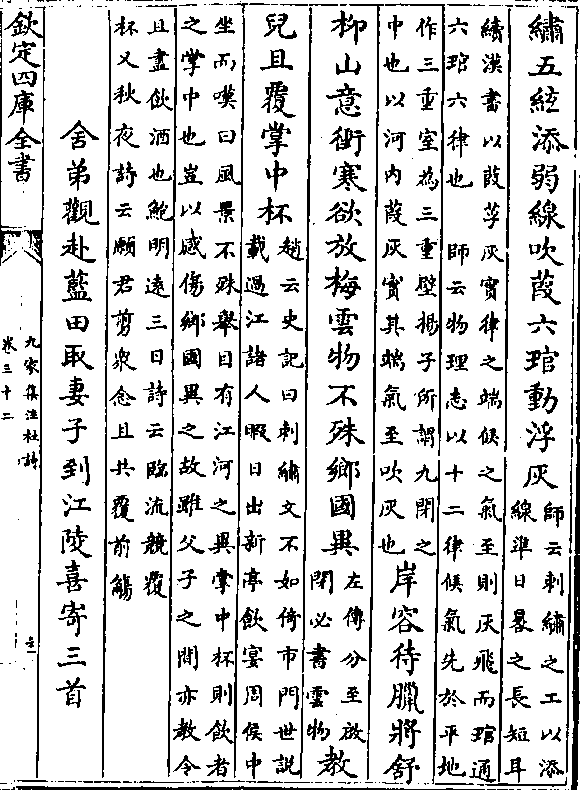 繡五絃添弱線吹葭六琯動浮灰師云刺繡之工以添
線準日晷之長短耳
續漢書以葭莩灰實律之端候之氣至則灰飛而琯通
六琯六律也　師云物理志以十二律候氣先於平地
作三重室為三重壁揚子所謂九閉之
中也以河内葭灰實其端氣至吹灰也岸容待臘將舒
柳山意衝寒欲放梅雲物不殊鄉國異左傳分至啟
閉必書雲物教
兒且覆掌中杯趙云史記曰刺繡文不如倚市門世説
載過江諸人暇日出新亭飲宴周侯中
坐而嘆曰風景不殊舉目有江河之異掌中杯則飲者
之掌中也豈以感傷鄉國異之故雖父子之間亦教令
且盡飲酒也鮑明遠三日詩云臨流競覆
杯又秋夜詩云願君剪衆念且共覆前觴
舍弟觀赴藍田取妻子到江陵喜寄三首
欽定四庫全書
九家集注杜詩
卷三十二